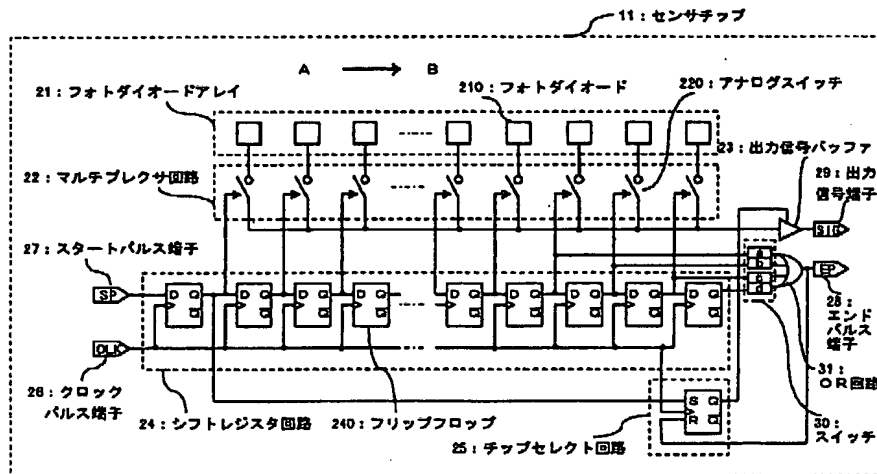 11：センサチップ
A B
21：フォトダイオードアレイ
210：フォトダイオード
220：アナログスイッチ
23：出力信号バッファ
22：マルチプレクサ回路
29：出力
信号端子
27：スタートパルス端子
SIG
SP
D Q D Q D Q D Q D Q D Q D Q D Q
Q Q Q Q Q Q Q Q
EP
28：
エンド
パルス
端子
CLK
26：クロック
パルス端子
24：シフトレジスタ回路
240：フリップフロップ
S Q
R Q
25：チップセレクト回路
31：
OR回路
30：
スイッチ